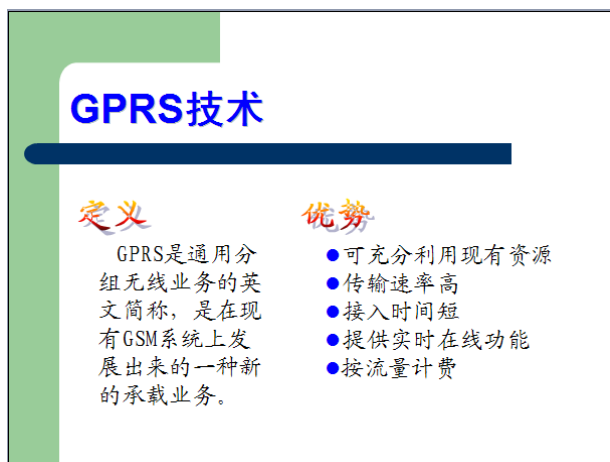 GPRS技术
定义
GPRS是通用分
组无线业务的英
文简称，是在现
有GSM系统上发
展出来的一种新
的承载业务。
优势
●可充分利用现有资源
●传输速率高
●接入时间短
●提供实时在线功能
●按流量计费